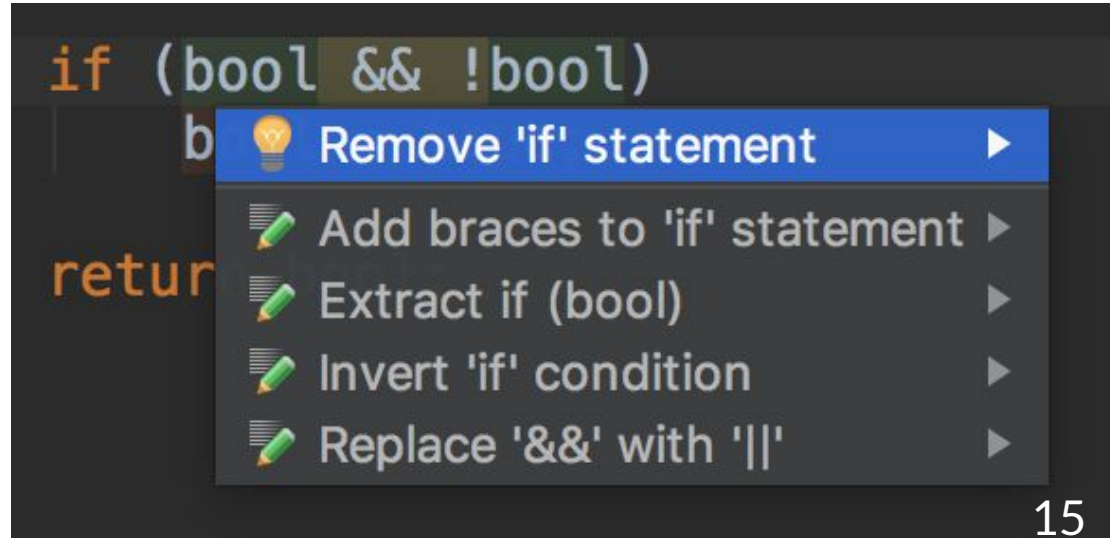 if (bool && !bool)
b
Remove 'if' statement
Add braces to 'if' statement
retur
Extract if (bool)
Invert 'if' condition
Replace '&&' with '||'
15